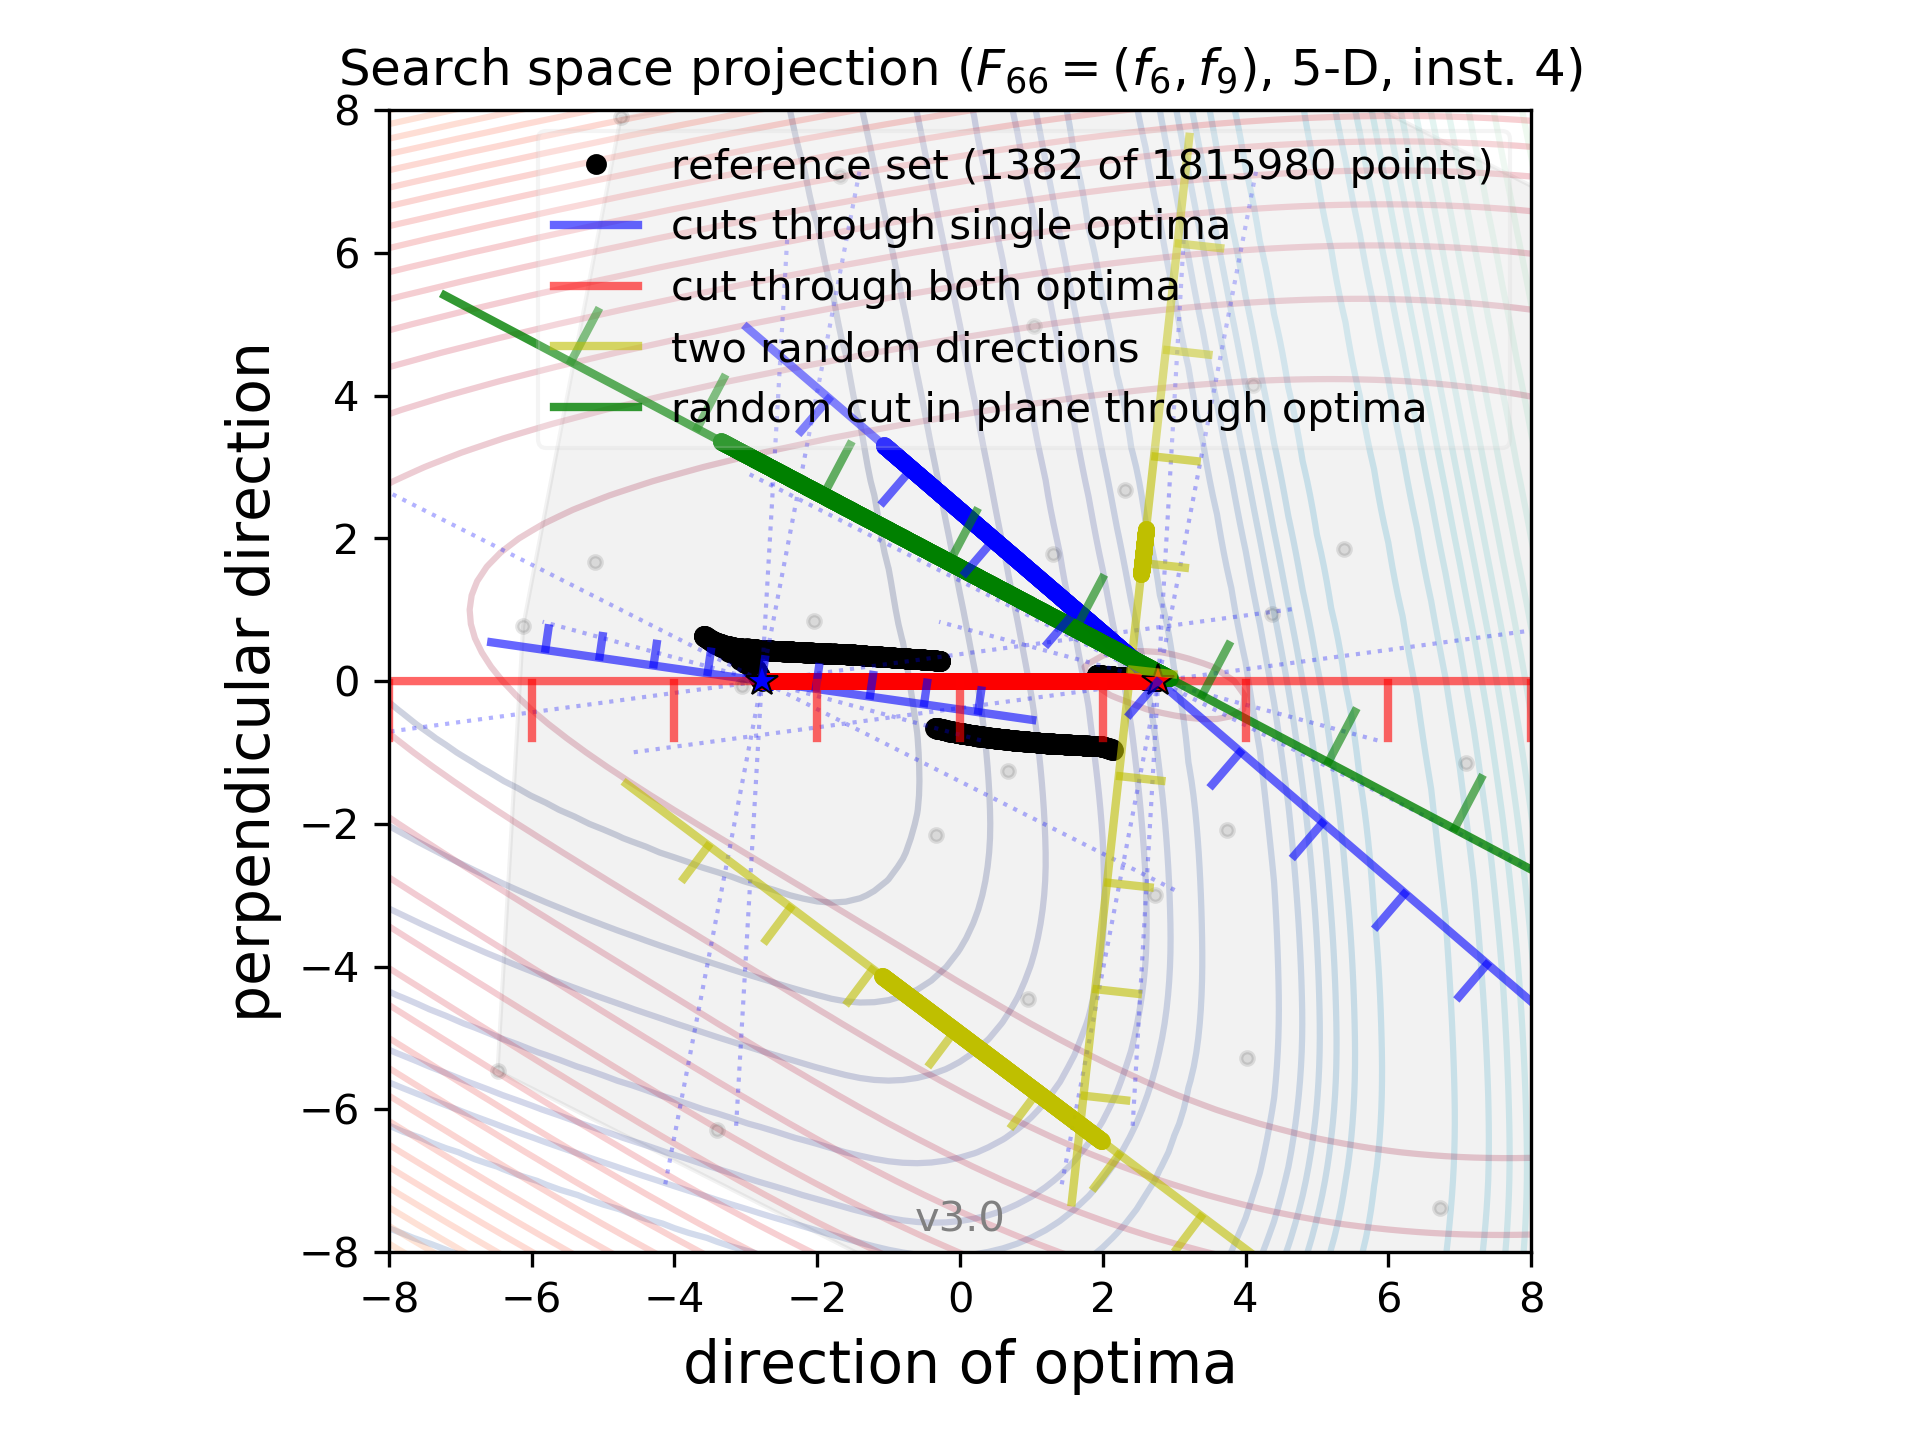 Search space projection (F₆₆ = (f₆, f₉), 5-D, inst. 4)
reference set (1382 of 1815980 points)
cuts through single optima
cut through both optima
two random directions
random cut in plane through optima
perpendicular direction
8
6
4
2
0
−2
−4
−6
−8
v3.0
−8 −6 −4 −2 0 2 4 6 8
direction of optima